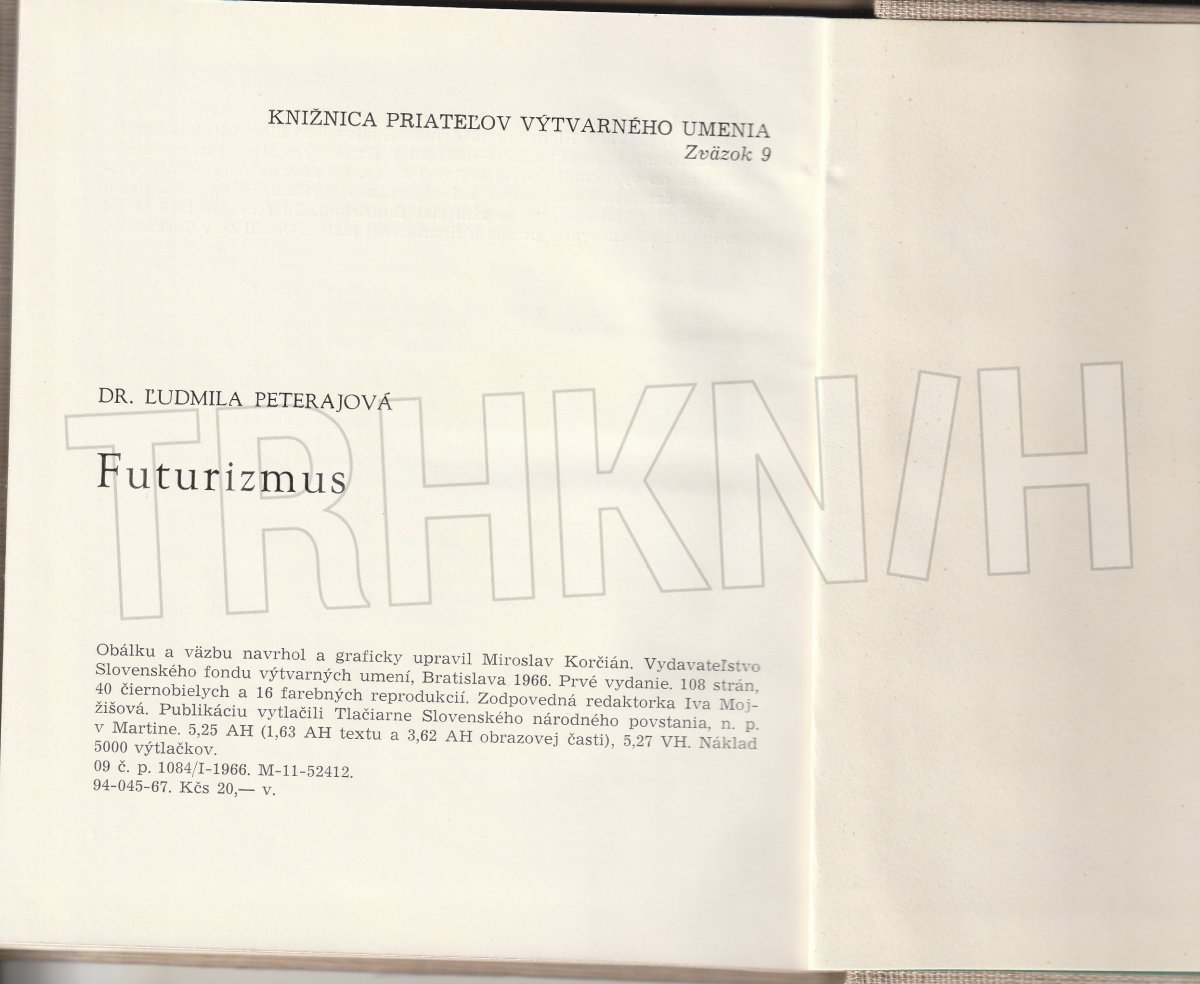 KNIŽNICA PRIATEĽOV VÝTVARNÉHO UMENIA
Zväzok 9
DR. ĽUDMILA PETERAJOVÁ
Futurizmus
TRHKN/H
Obálku a väzbu navrhol a graficky upravil Miroslav Korčián. Vydavateľstvo
Slovenského fondu výtvarných umení, Bratislava 1966. Prvé vydanie. 108 strán,
40 čiernobielych a 16 farebných reprodukcií. Zodpovedná redaktorka Iva Moj-
žišová. Publikáciu vytlačili Tlačiarne Slovenského národného povstania, n. p.
v Martine. 5,25 AH (1,63 AH textu a 3,62 AH obrazovej časti), 5,27 VH. Náklad
5000 výtlačkov.
09 č. p. 1084/I-1966. M-11-52412.
94-045-67. Kčs 20,— v.